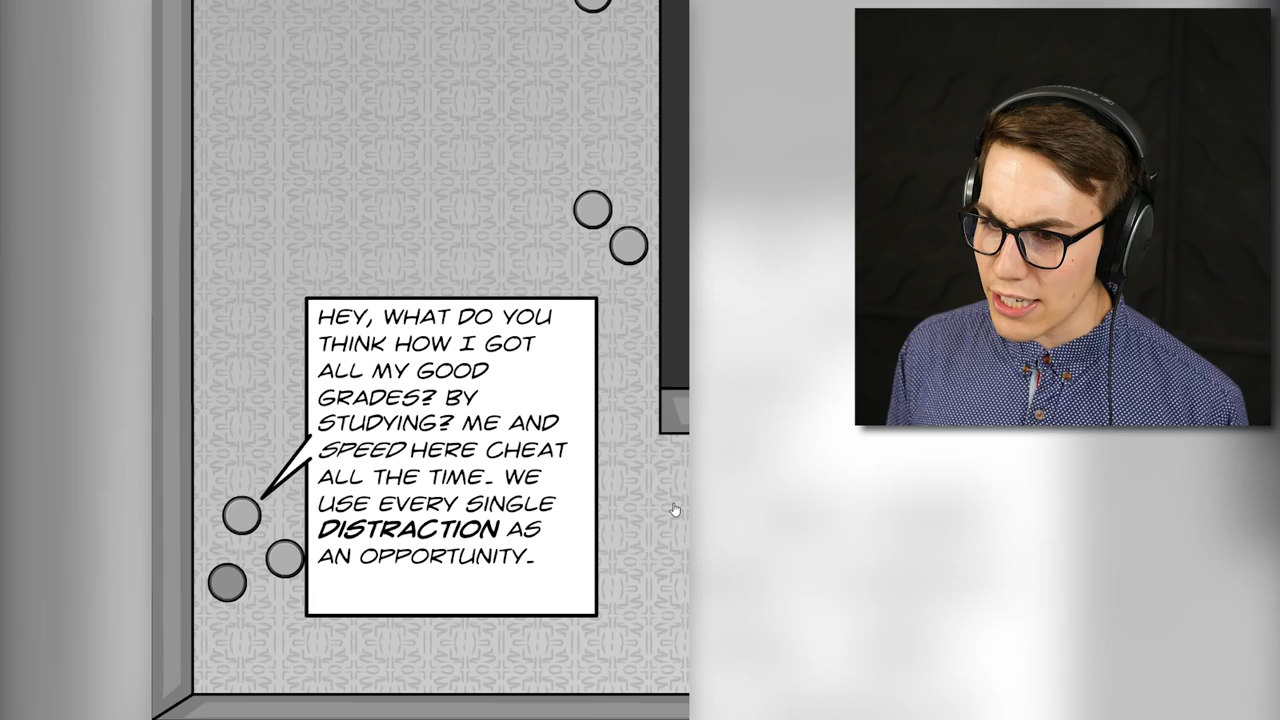 HEY, WHAT DO YOU
THINK HOW I GOT
ALL MY GOOD
GRADES? BY
STUDYING? ME AND
SPEED HERE CHEAT
ALL THE TIME. WE
USE EVERY SINGLE
DISTRACTION AS
AN OPPORTUNITY.